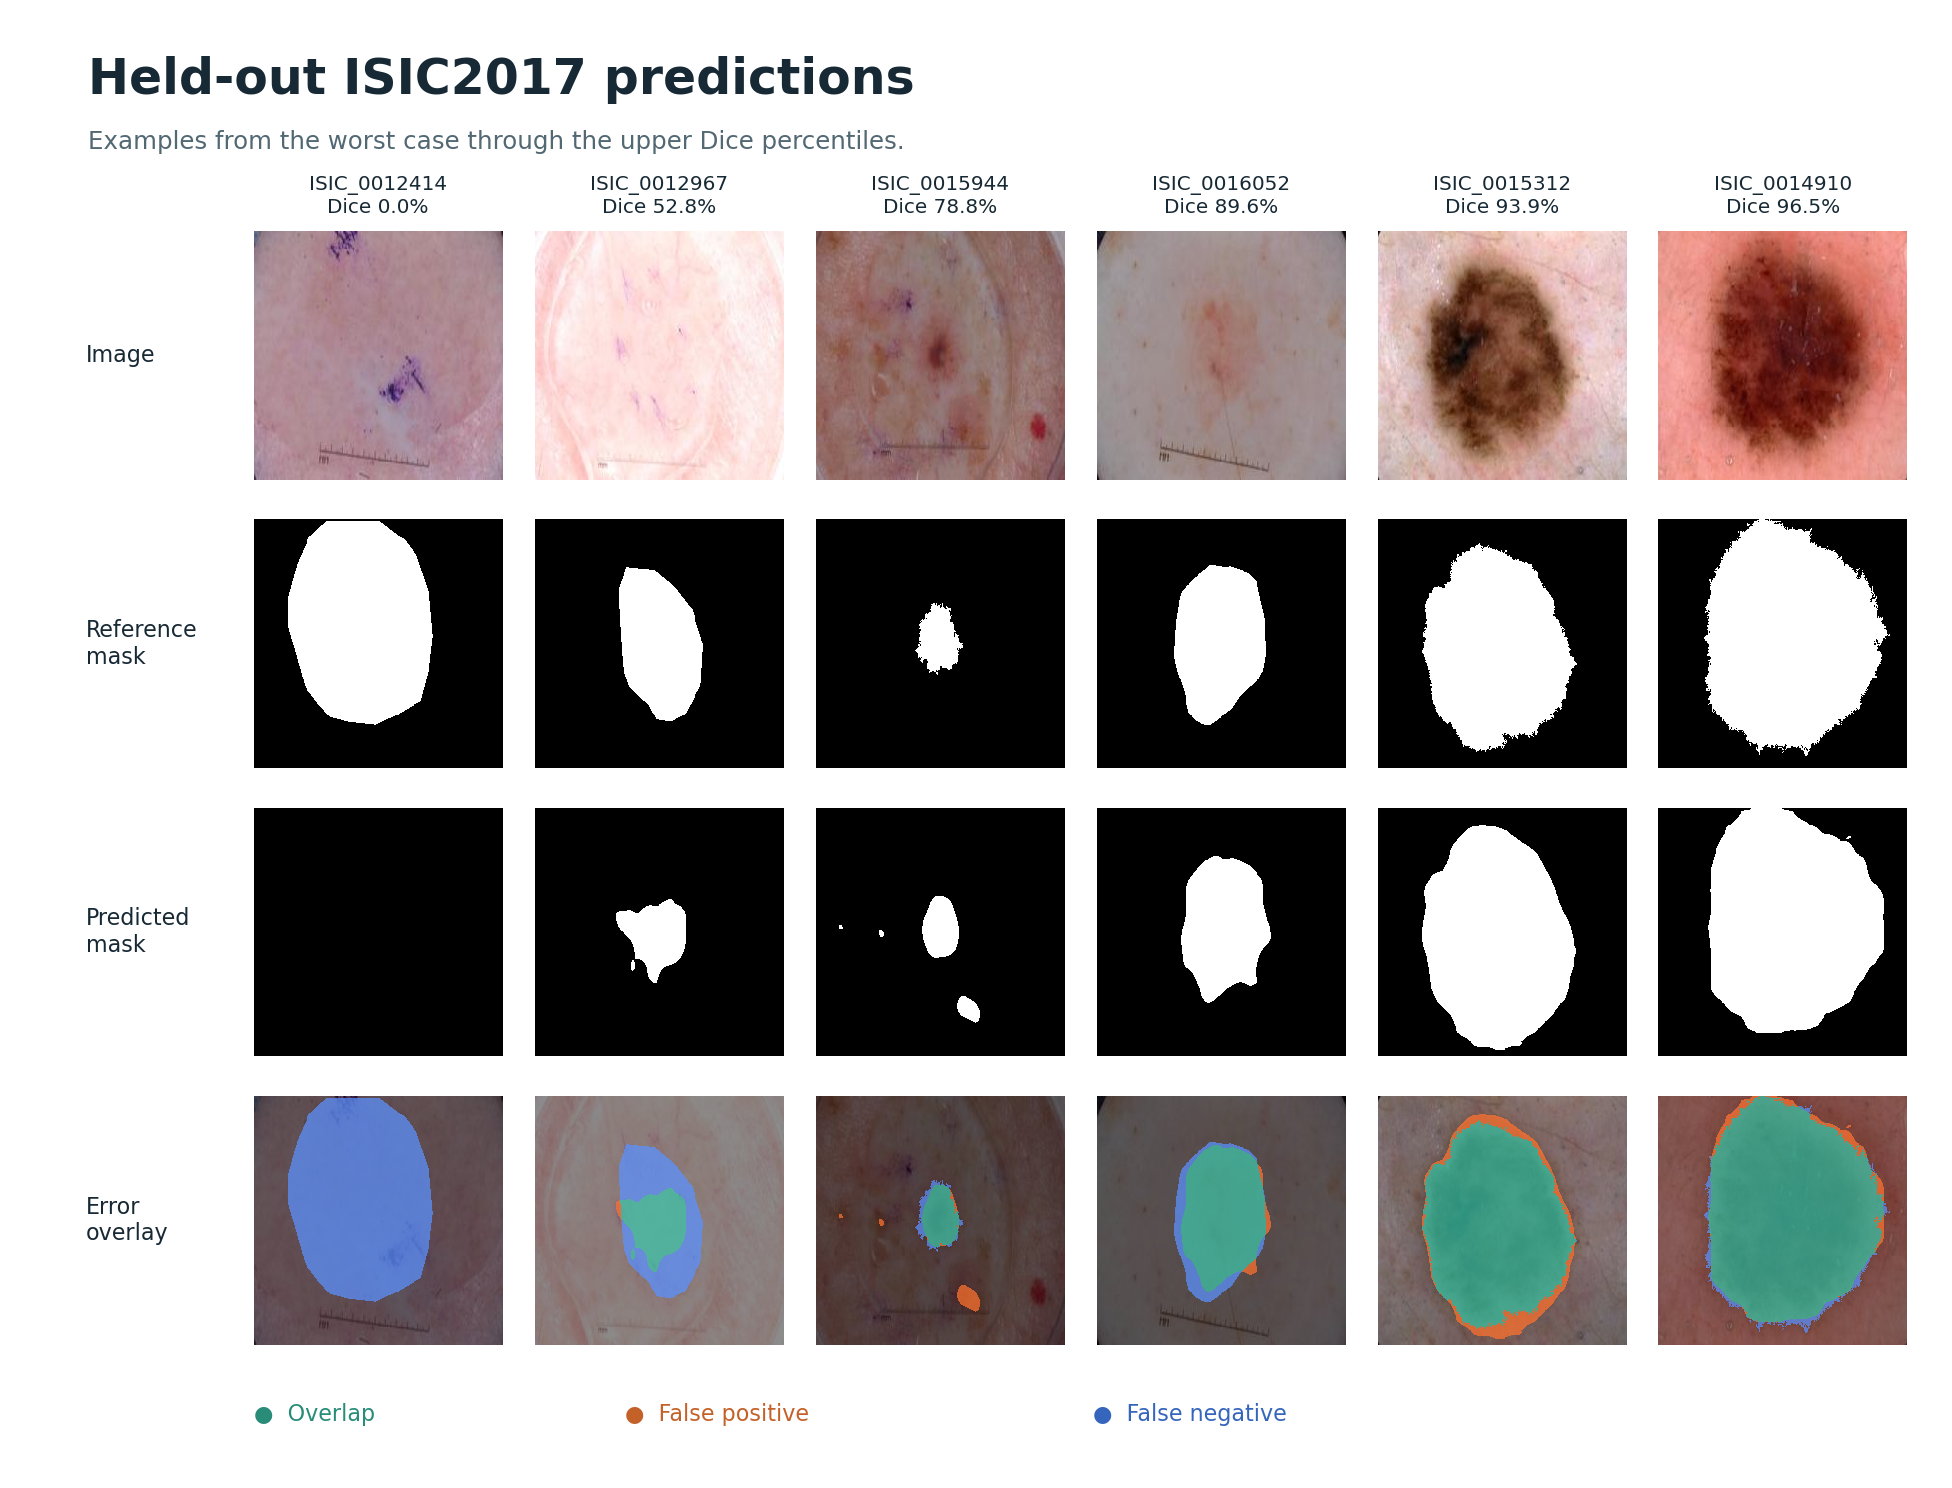 Held-out ISIC2017 predictions
Examples from the worst case through the upper Dice percentiles.
ISIC_0012414
Dice 0.0%
ISIC_0012967
Dice 52.8%
ISIC_0015944
Dice 78.8%
ISIC_0016052
Dice 89.6%
ISIC_0015312
Dice 93.9%
ISIC_0014910
Dice 96.5%
Image
Reference
mask
Predicted
mask
Error
overlay
Overlap
False positive
False negative